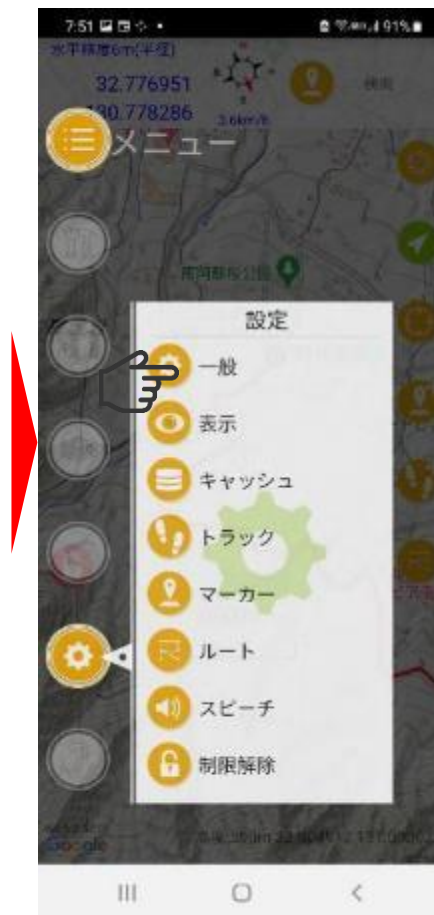 7:51
91%
水平精度6m(半径)
32.776951
130.778286
3.6km/h
検索
メニュー
設定
一般
表示
キャッシュ
トラック
マーカー
ルート
スピーチ
制限解除
Google